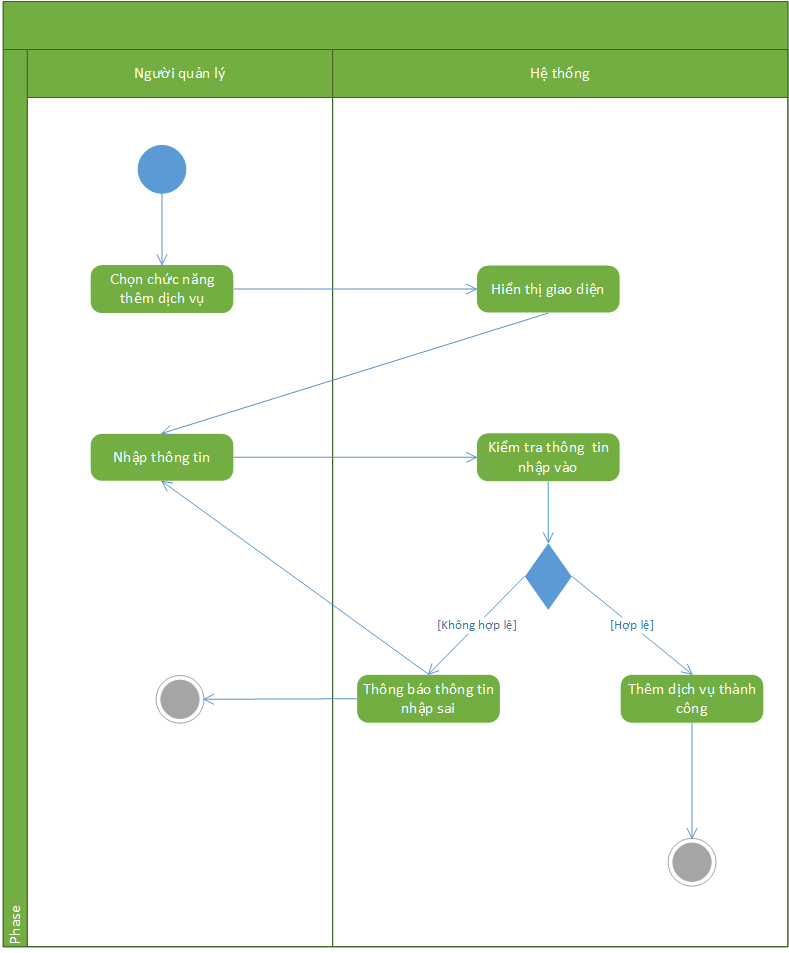 Người quản lý
Hệ thống
Chọn chức năng
thêm dịch vụ
Hiển thị giao diện
Nhập thông tin
Kiểm tra thông  tin
nhập vào
[Không hợp lệ]
[Hợp lệ]
Thông báo thông tin
nhập sai
Thêm dịch vụ thành
công
Phase